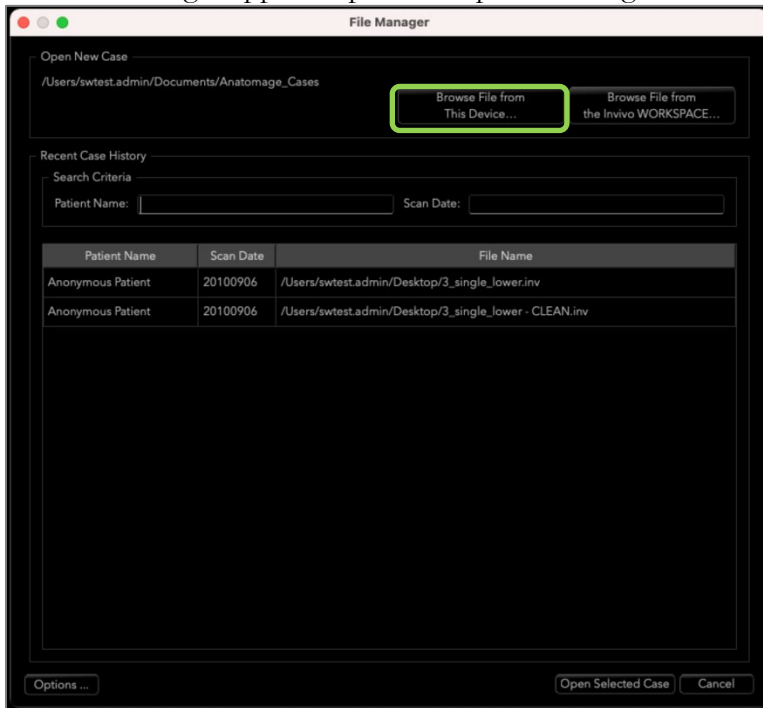 File Manager
Open New Case
/Users/swtest.admin/Documents/Anatomage_Cases
Browse File from
This Device...
Browse File from
the Invivo WORKSPACE...
Recent Case History
Search Criteria
Patient Name:
Scan Date:
Patient Name Scan Date File Name
Anonymous Patient 20100906 /Users/swtest.admin/Desktop/3_single_lower.inv
Anonymous Patient 20100906 /Users/swtest.admin/Desktop/3_single_lower - CLEAN.inv
Options ...
Open Selected Case Cancel